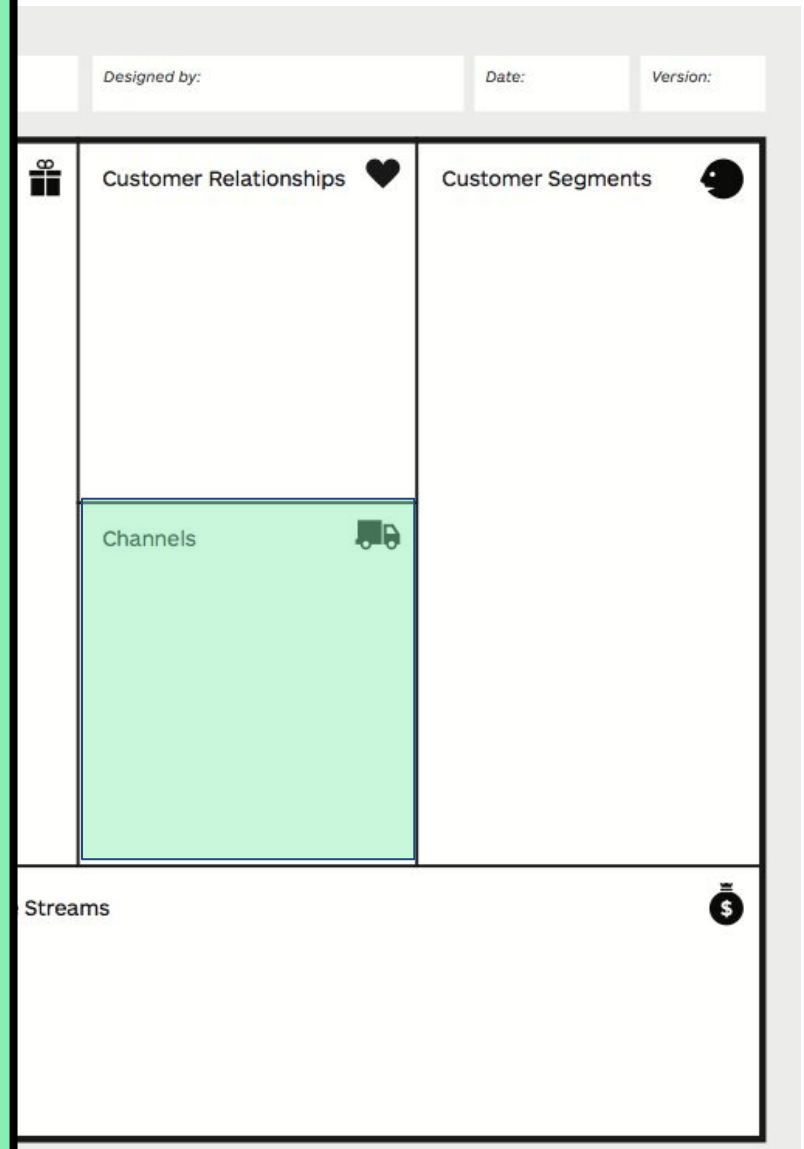 Designed by:
Date:
Version:
Customer Relationships
Customer Segments
Channels
Streams
$